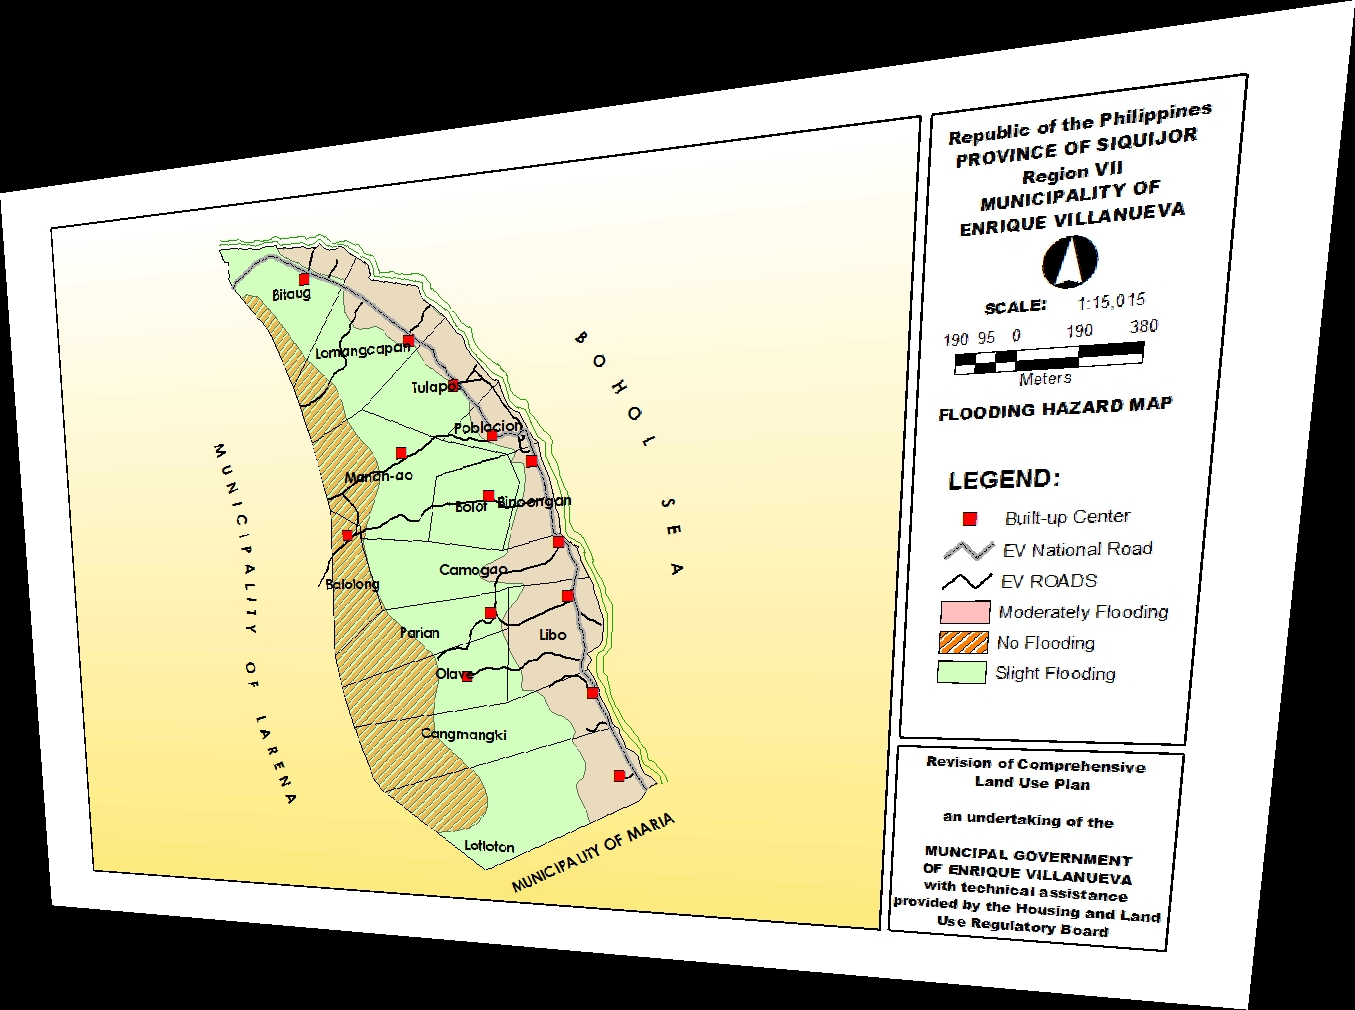 Republic of the Philippines
PROVINCE OF SIQUIJOR
Region VII
MUNICIPALITY OF
ENRIQUE VILLANUEVA
SCALE: 1:15,015
190 95 0 190 380
Meters
FLOODING HAZARD MAP
LEGEND:
Built-up Center
EV National Road
EV ROADS
Moderately Flooding
No Flooding
Slight Flooding
Revision of Comprehensive
Land Use Plan
an undertaking of the
MUNCIPAL GOVERNMENT
OF ENRIQUE VILLANUEVA
with technical assistance
provided by the Housing and Land
Use Regulatory Board
BOHOL SEA
MUNICIPALITY OF LARENA
MUNICIPALITY OF MARIA
Bitaug
Lomangcapan
Tulapos
Poblacion
Manan-ao
Bolot
Binoongan
Camogao
Balolong
Parian
Libo
Olave
Cangmangki
Lotloton